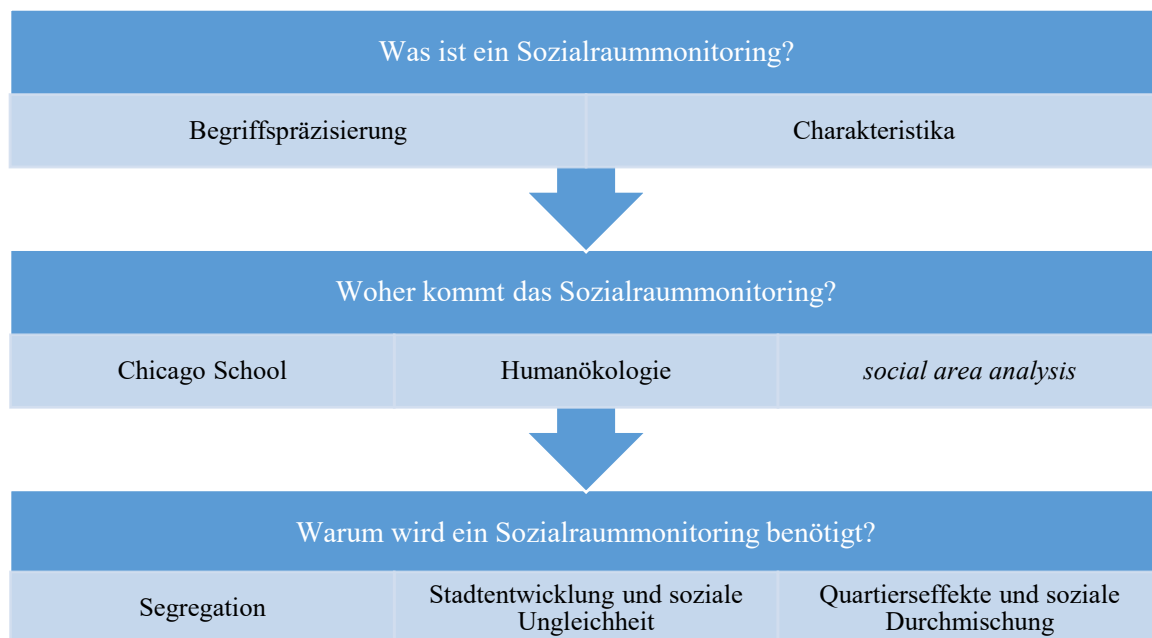 Was ist ein Sozialraummonitoring?
Begriffspräzisierung
Charakteristika
Woher kommt das Sozialraummonitoring?
Chicago School
Humanökologie
social area analysis
Warum wird ein Sozialraummonitoring benötigt?
Segregation
Stadtentwicklung und soziale
Ungleichheit
Quartierseffekte und soziale
Durchmischung